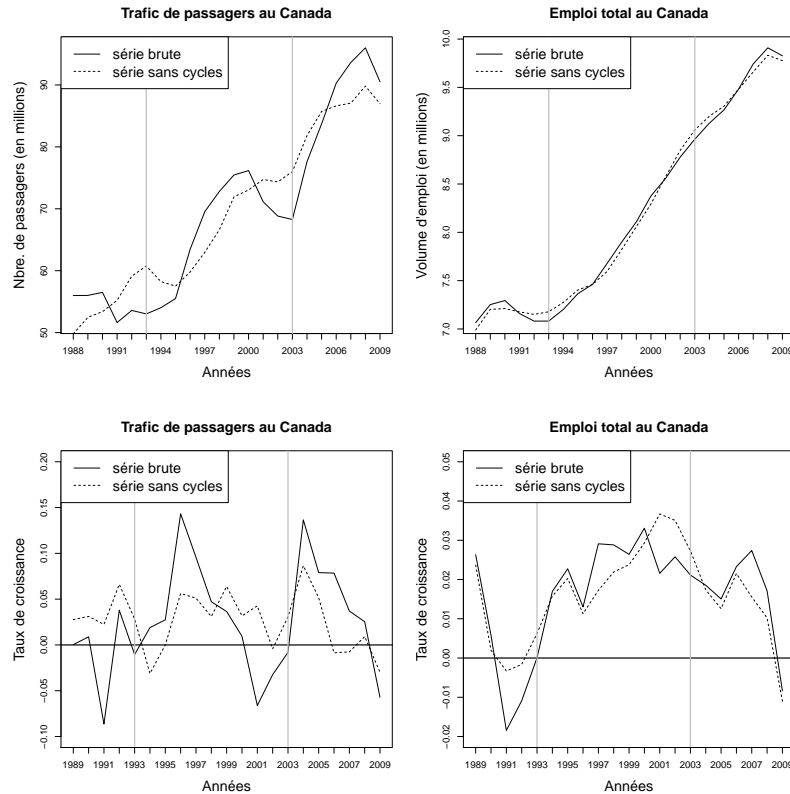 Trafic de passagers au Canada
série brute
série sans cycles
Nbre. de passagers (en millions)
50 60 70 80 90
1988 1991 1994 1997 2000 2003 2006 2009
Années
Emploi total au Canada
série brute
série sans cycles
Volume d'emploi (en millions)
7.0 7.5 8.0 8.5 9.0 9.5 10.0
1988 1991 1994 1997 2000 2003 2006 2009
Années
Trafic de passagers au Canada
série brute
série sans cycles
Taux de croissance
−0.10 −0.05 0.00 0.05 0.10 0.15 0.20
1989 1991 1993 1995 1997 1999 2001 2003 2005 2007 2009
Années
Emploi total au Canada
série brute
série sans cycles
Taux de croissance
−0.02 −0.01 0.00 0.01 0.02 0.03 0.04 0.05
1989 1991 1993 1995 1997 1999 2001 2003 2005 2007 2009
Années